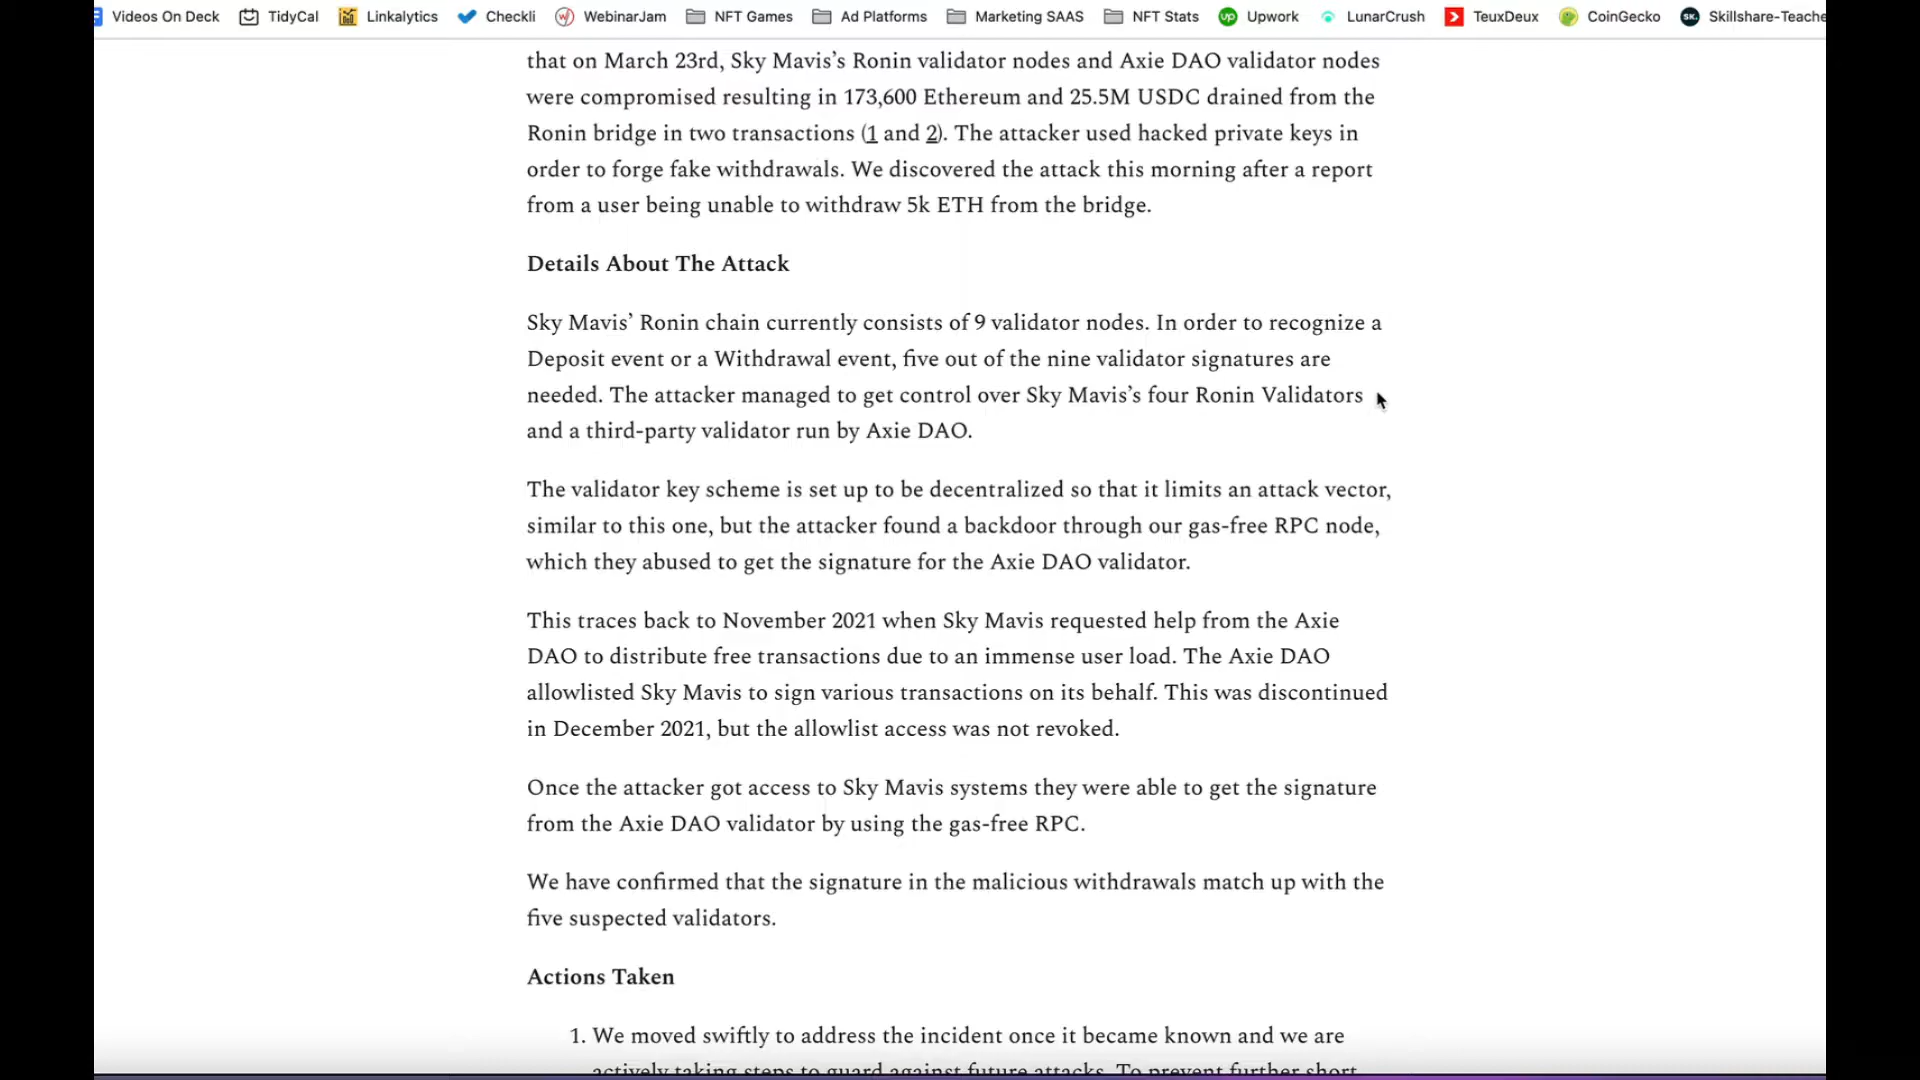 Videos On Deck TidyCal Linkalytics Checkli WebinarJam NFT Games Ad Platforms Marketing SAAS NFT Stats Upwork LunarCrush TeuxDeux CoinGecko Skillshare-Teache
that on March 23rd, Sky Mavis’s Ronin validator nodes and Axie DAO validator nodes
were compromised resulting in 173,600 Ethereum and 25.5M USDC drained from the
Ronin bridge in two transactions (1 and 2). The attacker used hacked private keys in
order to forge fake withdrawals. We discovered the attack this morning after a report
from a user being unable to withdraw 5k ETH from the bridge.
Details About The Attack
Sky Mavis’ Ronin chain currently consists of 9 validator nodes. In order to recognize a
Deposit event or a Withdrawal event, five out of the nine validator signatures are
needed. The attacker managed to get control over Sky Mavis’s four Ronin Validators
and a third-party validator run by Axie DAO.
The validator key scheme is set up to be decentralized so that it limits an attack vector,
similar to this one, but the attacker found a backdoor through our gas-free RPC node,
which they abused to get the signature for the Axie DAO validator.
This traces back to November 2021 when Sky Mavis requested help from the Axie
DAO to distribute free transactions due to an immense user load. The Axie DAO
allowlisted Sky Mavis to sign various transactions on its behalf. This was discontinued
in December 2021, but the allowlist access was not revoked.
Once the attacker got access to Sky Mavis systems they were able to get the signature
from the Axie DAO validator by using the gas-free RPC.
We have confirmed that the signature in the malicious withdrawals match up with the
five suspected validators.
Actions Taken
1. We moved swiftly to address the incident once it became known and we are
actively taking steps to guard against future attacks. To prevent further short